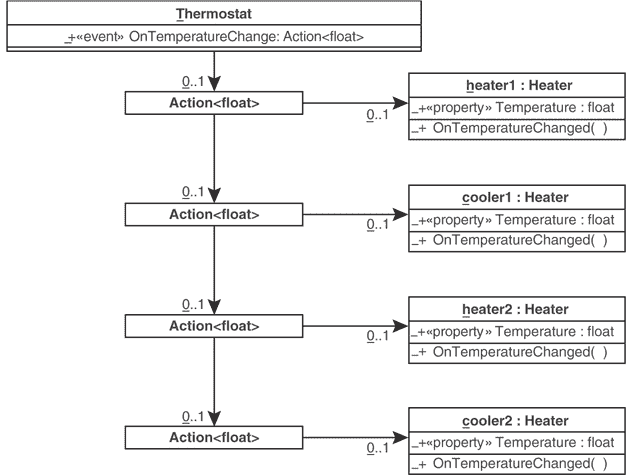 Thermostat
+«event» OnTemperatureChange: Action<float>
0..1
Action<float>
0..1
heater1 : Heater
+«property» Temperature : float
+ OnTemperatureChanged( )
0..1
Action<float>
0..1
cooler1 : Heater
+«property» Temperature : float
+ OnTemperatureChanged( )
0..1
Action<float>
0..1
heater2 : Heater
+«property» Temperature : float
+ OnTemperatureChanged( )
0..1
Action<float>
0..1
cooler2 : Heater
+«property» Temperature : float
+ OnTemperatureChanged( )